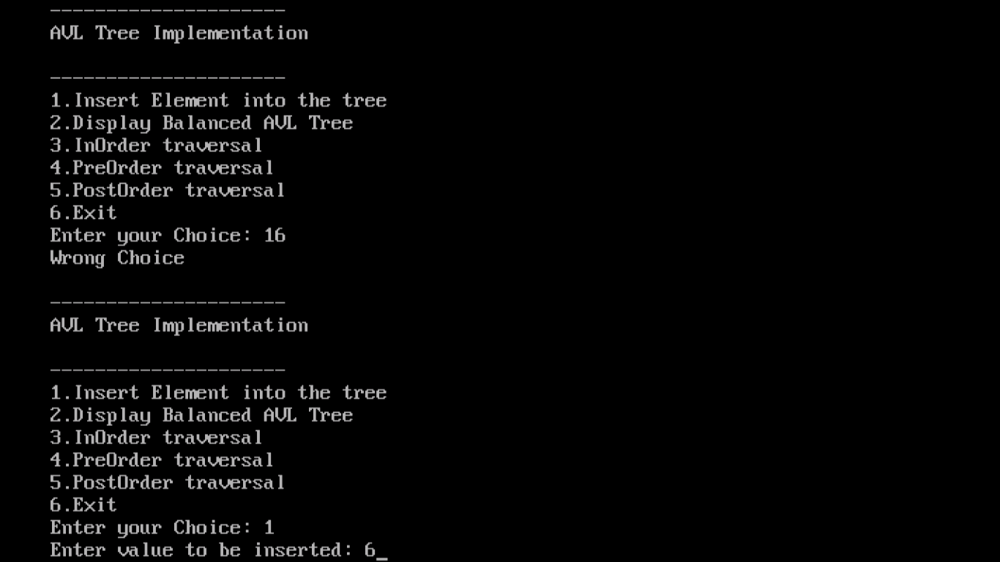 ---------------------
AVL Tree Implementation
---------------------
1.Insert Element into the tree
2.Display Balanced AVL Tree
3.InOrder traversal
4.PreOrder traversal
5.PostOrder traversal
6.Exit
Enter your Choice: 16
Wrong Choice
---------------------
AVL Tree Implementation
---------------------
1.Insert Element into the tree
2.Display Balanced AVL Tree
3.InOrder traversal
4.PreOrder traversal
5.PostOrder traversal
6.Exit
Enter your Choice: 1
Enter value to be inserted: 6_